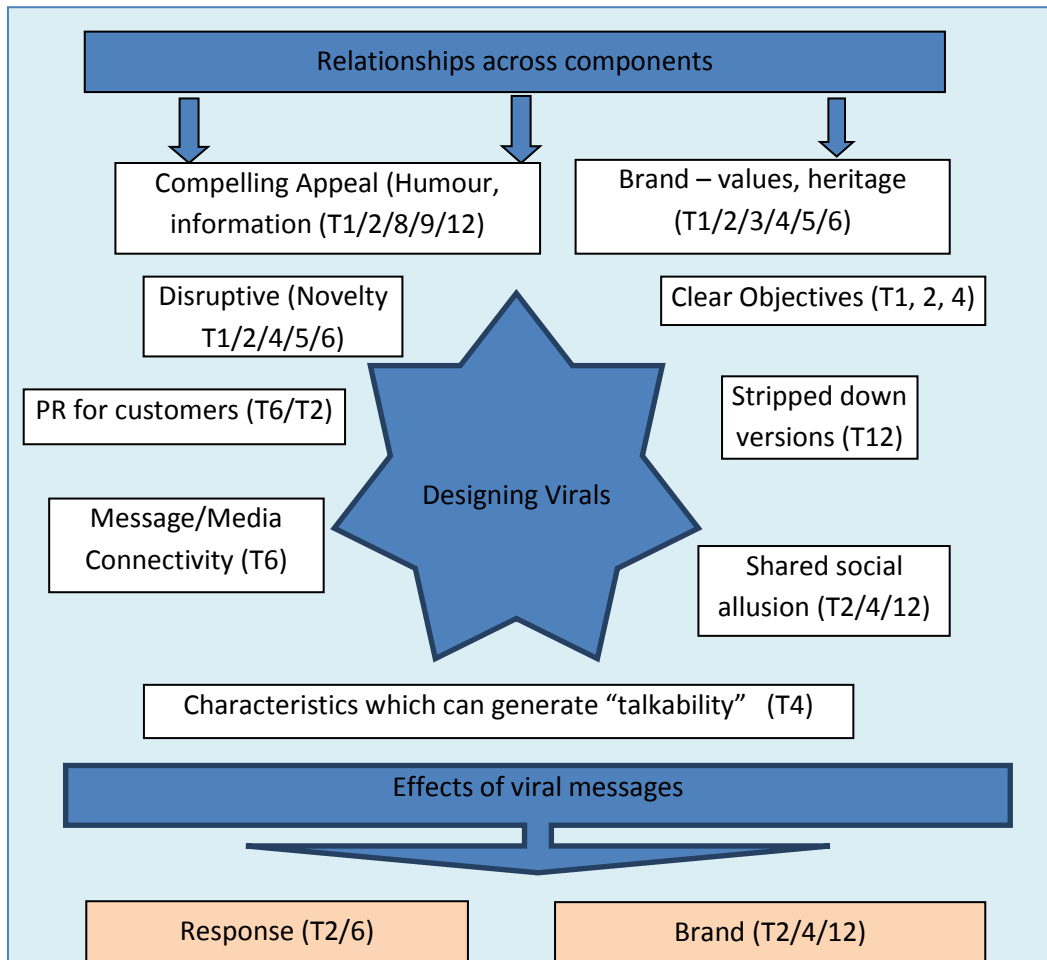 Relationships across components
Compelling Appeal (Humour,
information (T1/2/8/9/12)
Brand – values, heritage
(T1/2/3/4/5/6)
Disruptive (Novelty
T1/2/4/5/6)
Clear Objectives (T1, 2, 4)
PR for customers (T6/T2)
Stripped down
versions (T12)
Designing Virals
Message/Media
Connectivity (T6)
Shared social
allusion (T2/4/12)
Characteristics which can generate “talkability” (T4)
Effects of viral messages
Response (T2/6)
Brand (T2/4/12)